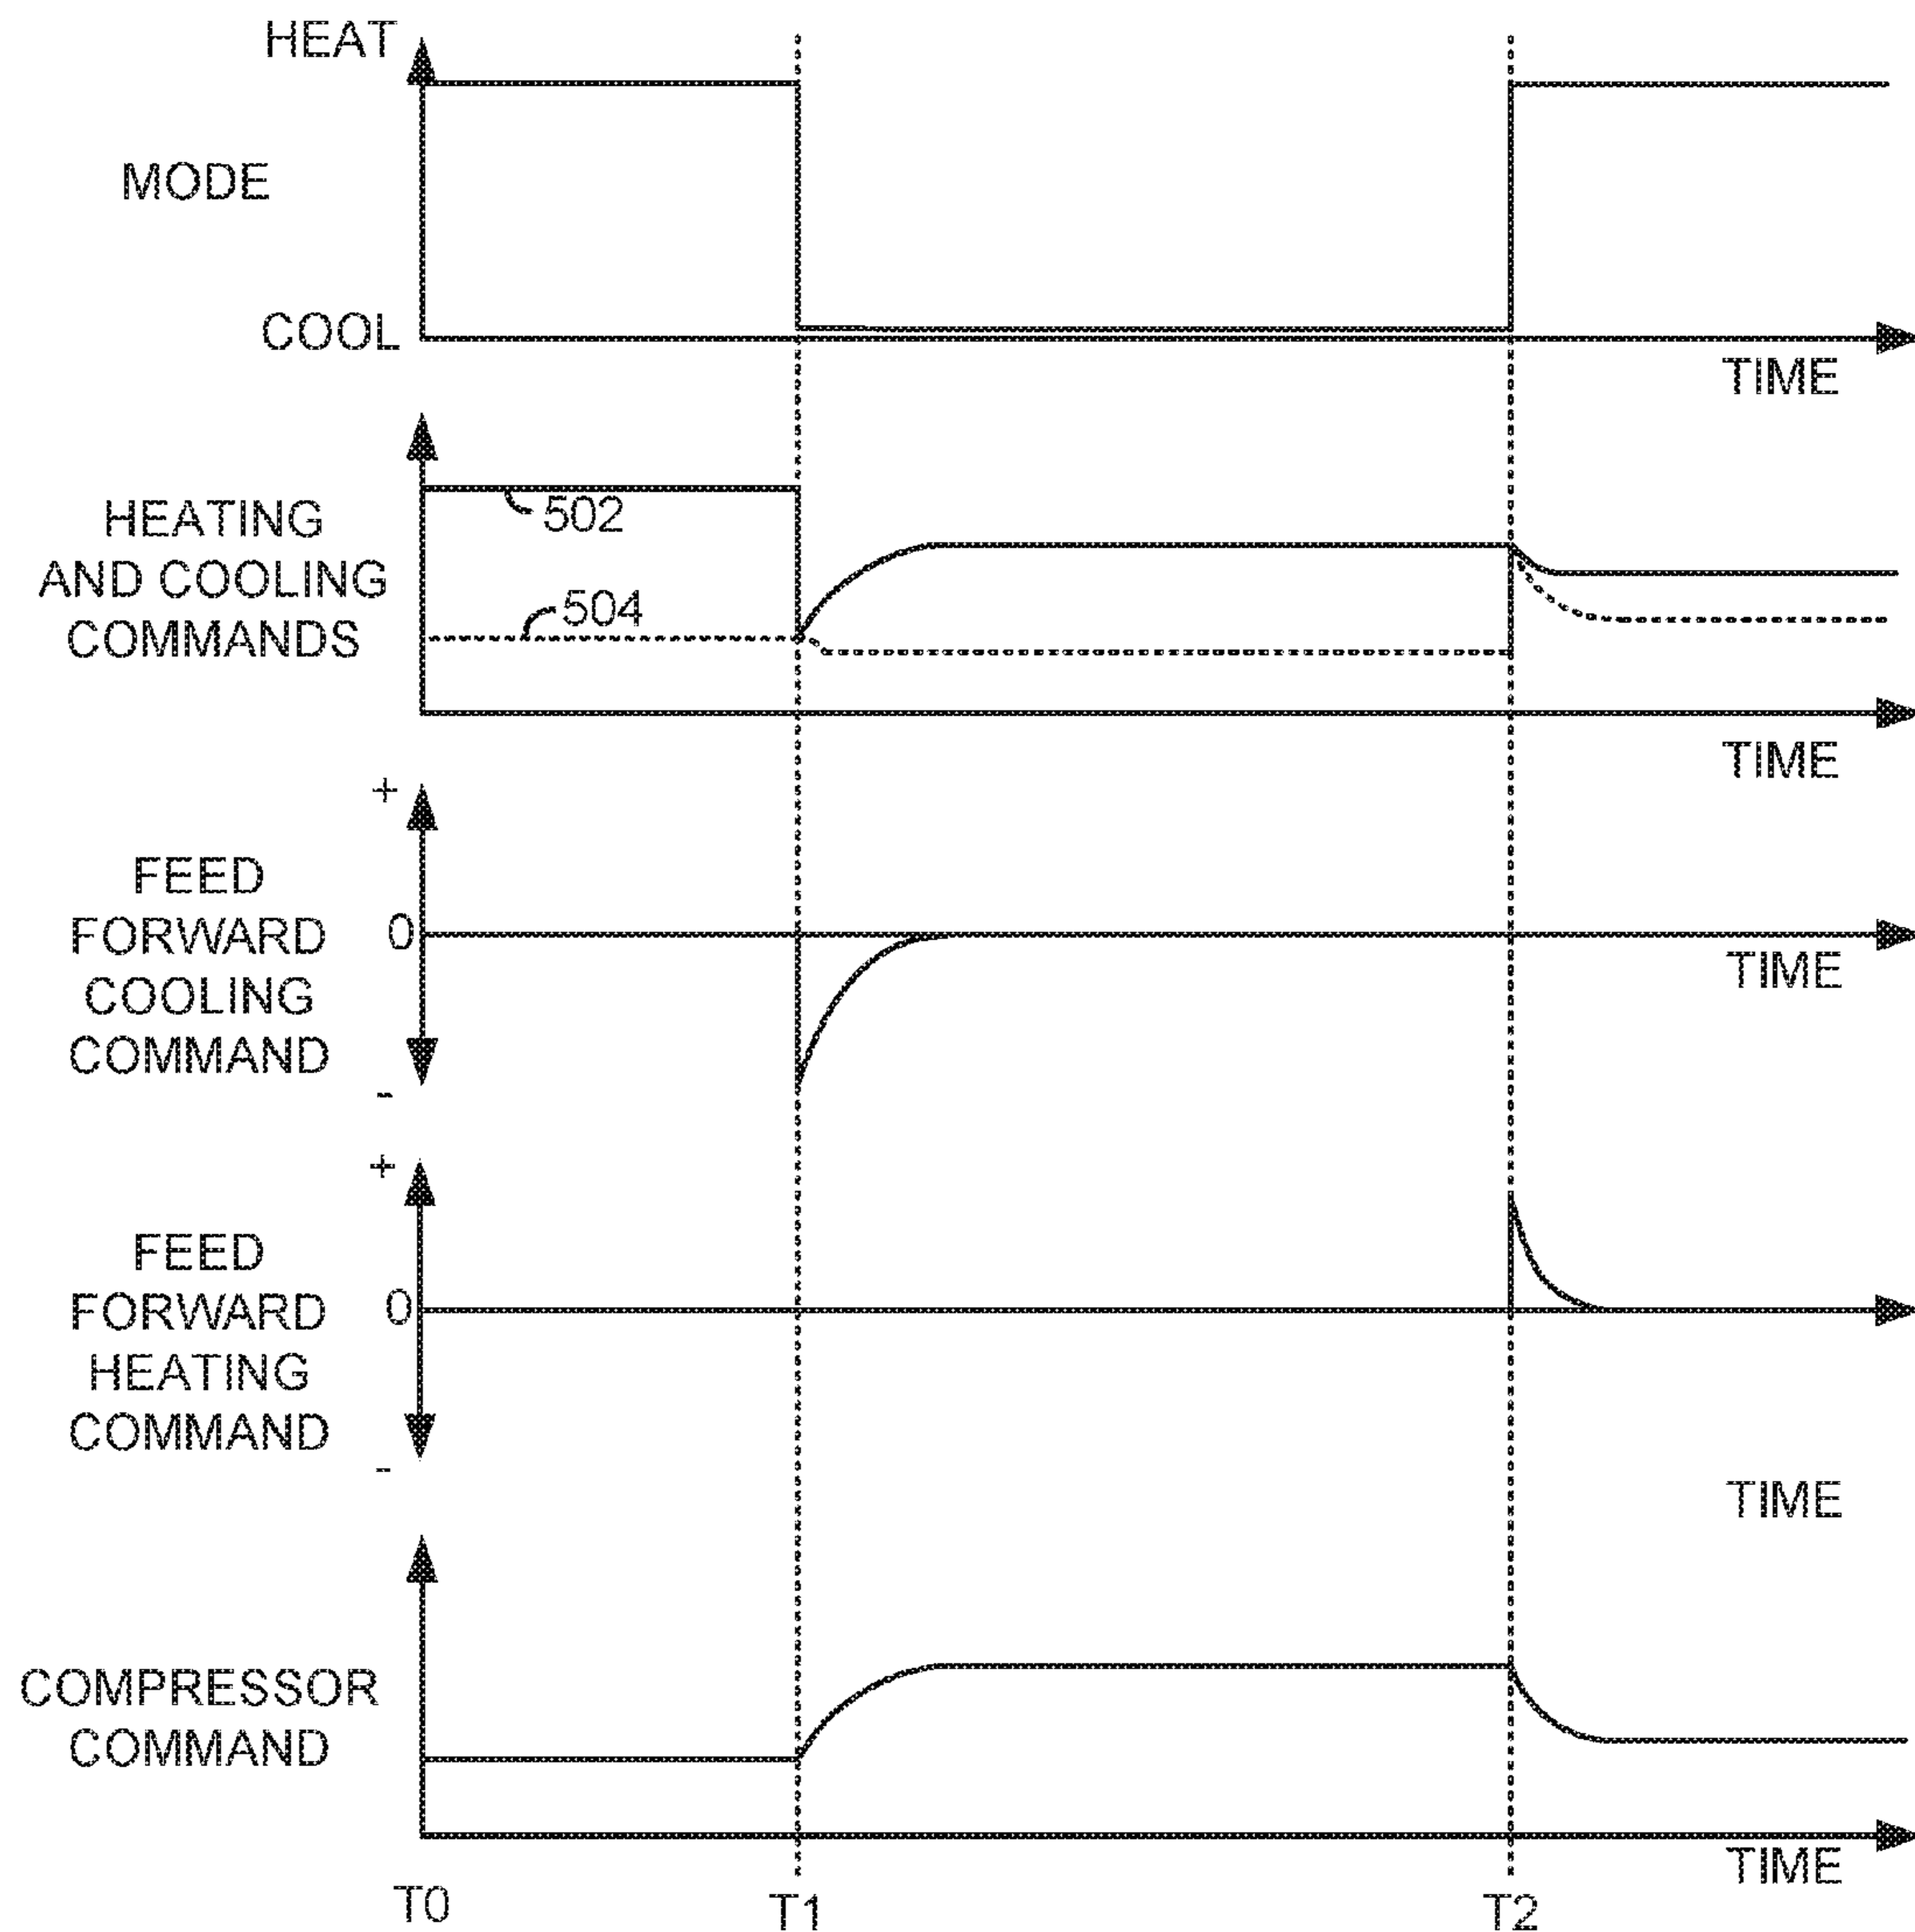 HEAT
MODE
COOL
TIME
HEATING
AND COOLING
COMMANDS
502
504
TIME
+
FEED
FORWARD
COOLING
COMMAND
0
-
TIME
+
FEED
FORWARD
HEATING
COMMAND
0
-
TIME
COMPRESSOR
COMMAND
TIME
T0
T1
T2